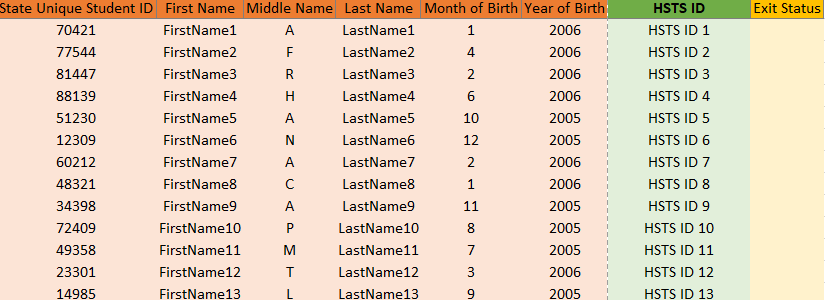 State Unique Student ID First Name Middle Name Last Name Month of Birth Year of Birth HSTS ID Exit Status
70421 FirstName1 A LastName1 1 2006 HSTS ID 1
77544 FirstName2 F LastName2 4 2006 HSTS ID 2
81447 FirstName3 R LastName3 2 2006 HSTS ID 3
88139 FirstName4 H LastName4 6 2006 HSTS ID 4
51230 FirstName5 A LastName5 10 2005 HSTS ID 5
12309 FirstName6 N LastName6 12 2005 HSTS ID 6
60212 FirstName7 A LastName7 2 2006 HSTS ID 7
48321 FirstName8 C LastName8 1 2006 HSTS ID 8
34398 FirstName9 A LastName9 11 2005 HSTS ID 9
72409 FirstName10 P LastName10 8 2005 HSTS ID 10
49358 FirstName11 M LastName11 7 2005 HSTS ID 11
23301 FirstName12 T LastName12 3 2006 HSTS ID 12
14985 FirstName13 L LastName13 9 2005 HSTS ID 13